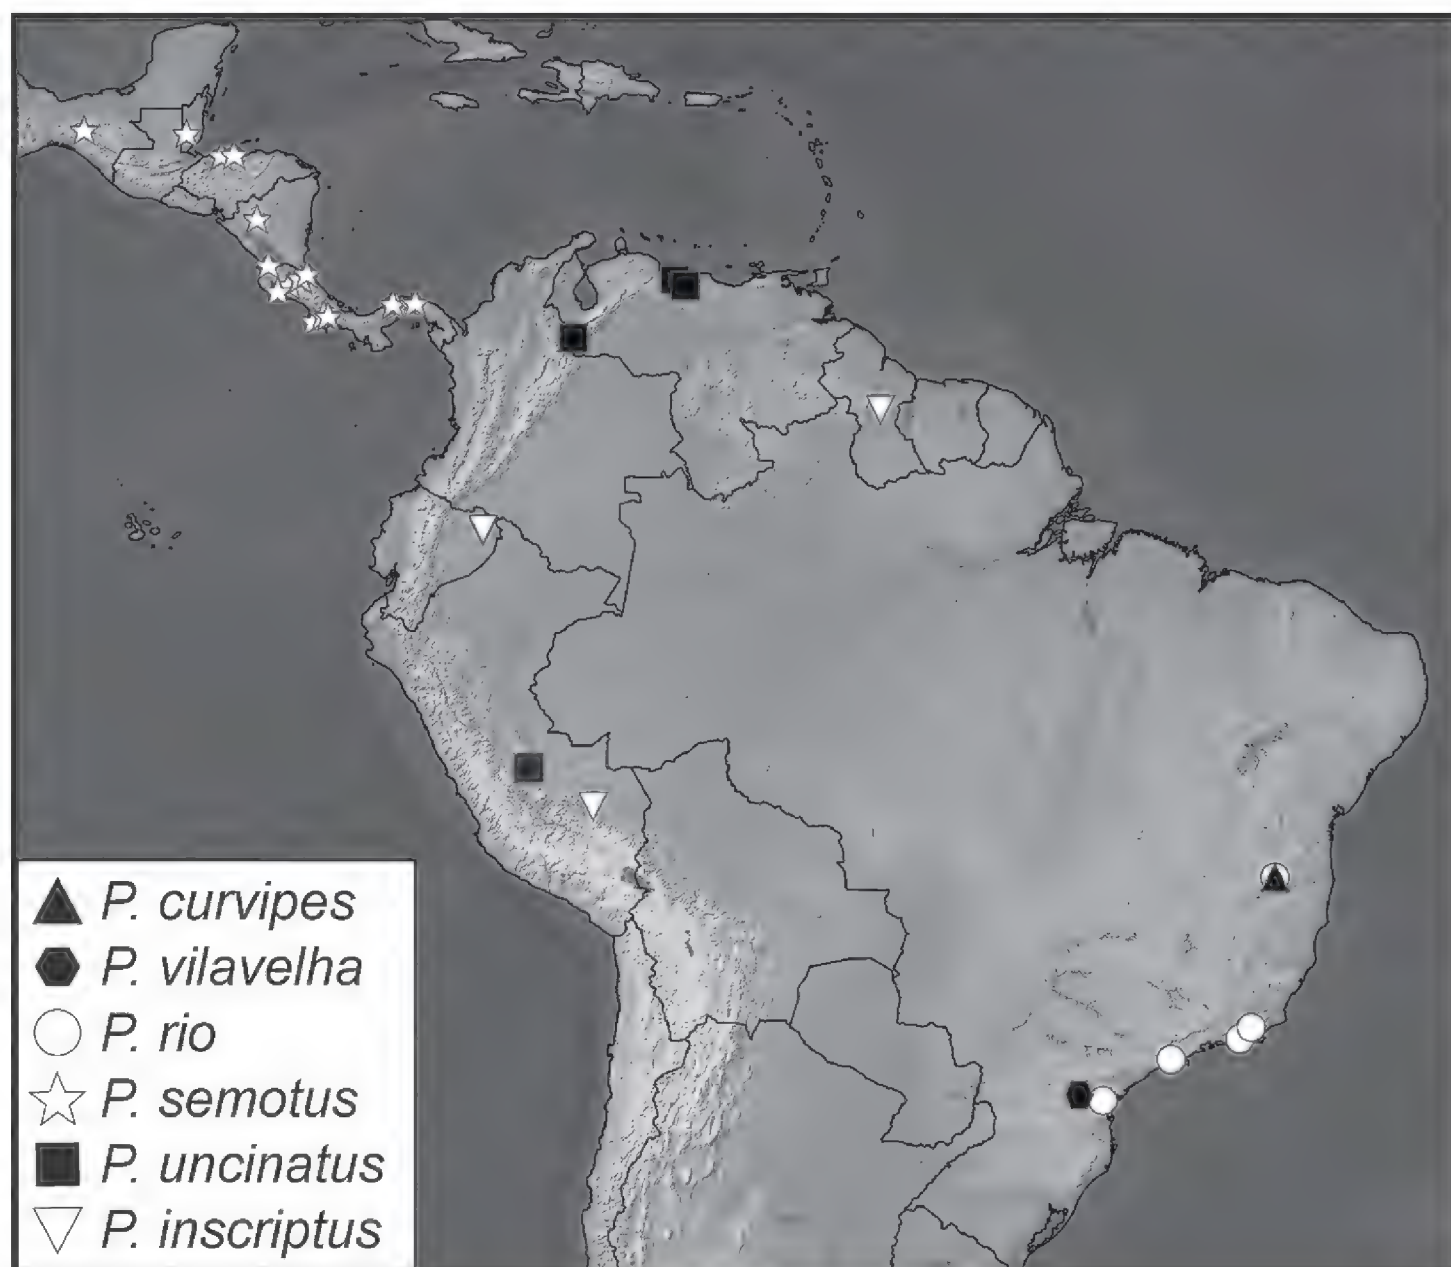 P. curvipes
P. vilavelha
P. rio
P. semotus
P. uncinatus
P. inscriptus